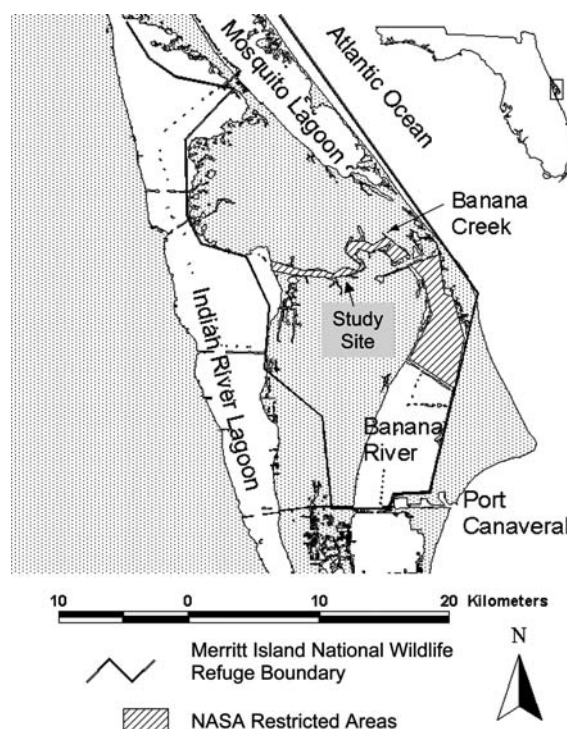 Mosquito Lagoon
Atlantic Ocean
Banana
Creek
Study
Site
Indian River Lagoon
Banana
River
Port
Canaveral
10 0 10 20 Kilometers
Merritt Island National Wildlife
Refuge Boundary
N
NASA Restricted Areas